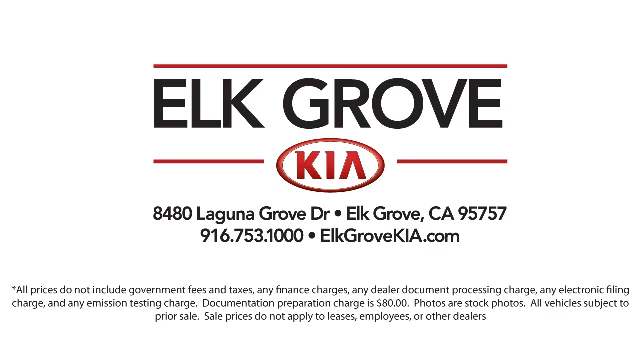 ELK GROVE
KIA
8480 Laguna Grove Dr • Elk Grove, CA 95757
916.753.1000 • ElkGroveKIA.com
*All prices do not include government fees and taxes, any finance charges, any dealer document processing charge, any electronic filing
charge, and any emission testing charge. Documentation preparation charge is $80.00. Photos are stock photos. All vehicles subject to
prior sale. Sale prices do not apply to leases, employees, or other dealers